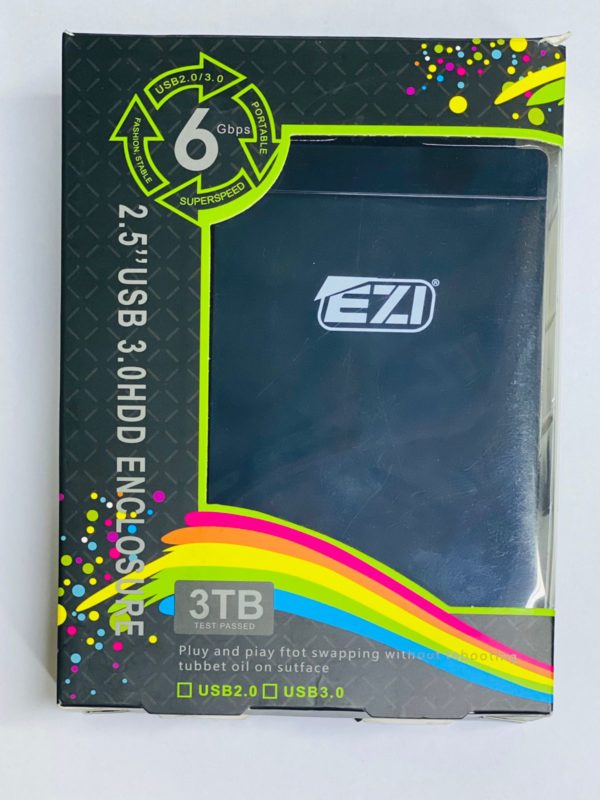 USB2.0/3.0
PORTABLE
SUPERSPEED
FASHION: STABLE
6 Gbps
2.5"USB 3.0HDD ENCLOSURE
EZI®
3TB
TEST PASSED
Pluy and piay ftot swapping without rebooting
tubbet oil on sutface
USB2.0 USB3.0